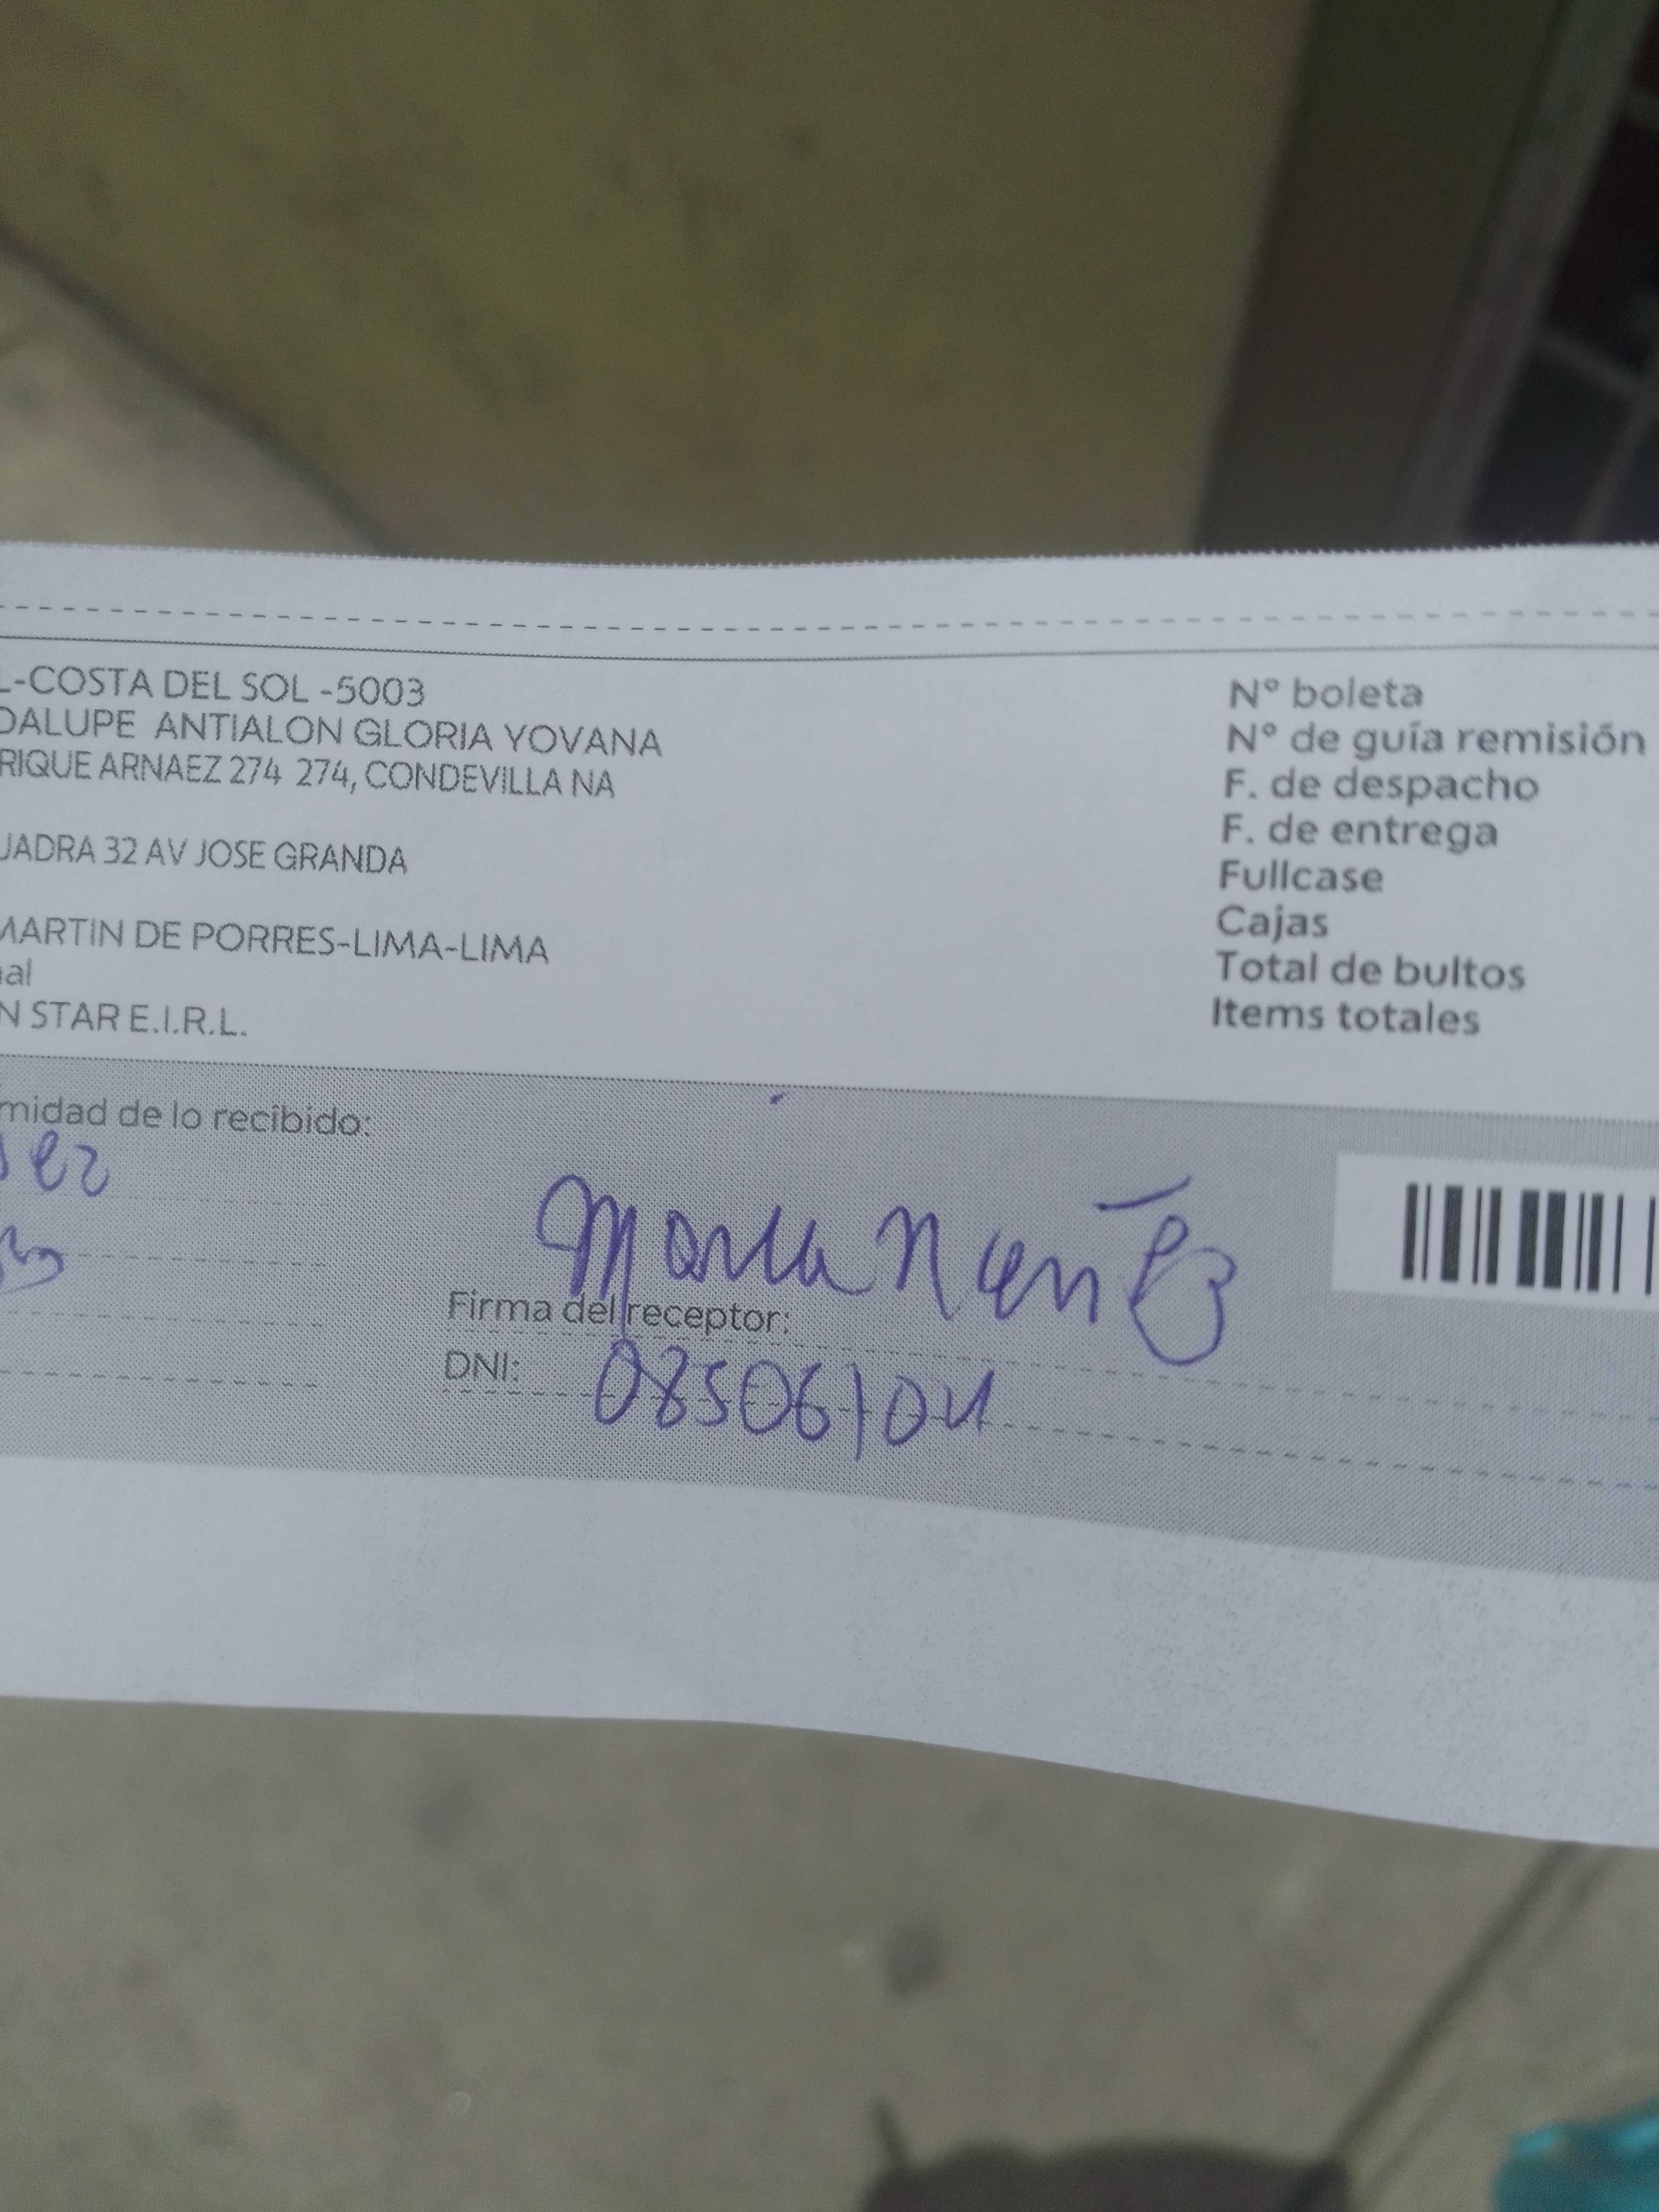 L-COSTA DEL SOL -5003
DALUPE ANTIALON GLORIA YOVANA
RIQUE ARNAEZ 274 274, CONDEVILLA NA
UADRA 32 AV JOSE GRANDA
MARTIN DE PORRES-LIMA-LIMA
al
N STAR E.I.R.L.
N° boleta
N° de guía remisión
F. de despacho
F. de entrega
Fullcase
Cajas
Total de bultos
Items totales
midad de lo recibido:
Maria
Firma del receptor:
DNI: 08506104